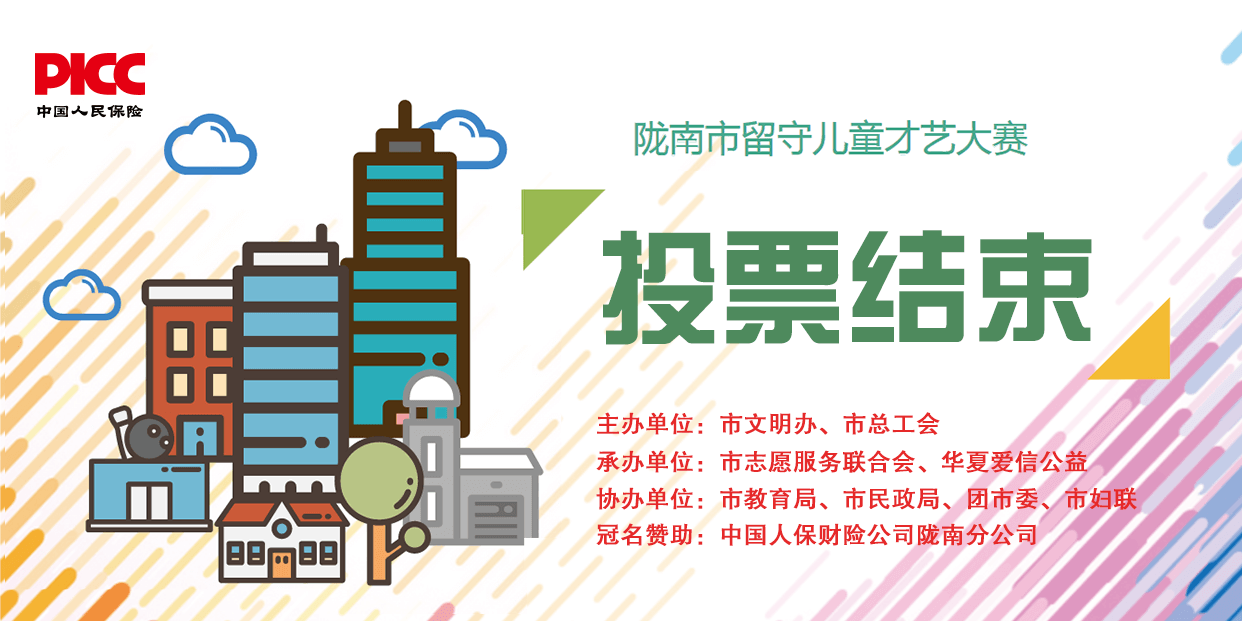 PICC
中国人民保险
陇南市留守儿童才艺大赛
投票结束
主办单位：市文明办、市总工会
承办单位：市志愿服务联合会、华夏爱信公益
协办单位：市教育局、市民政局、团市委、市妇联
冠名赞助：中国人保财险公司陇南分公司